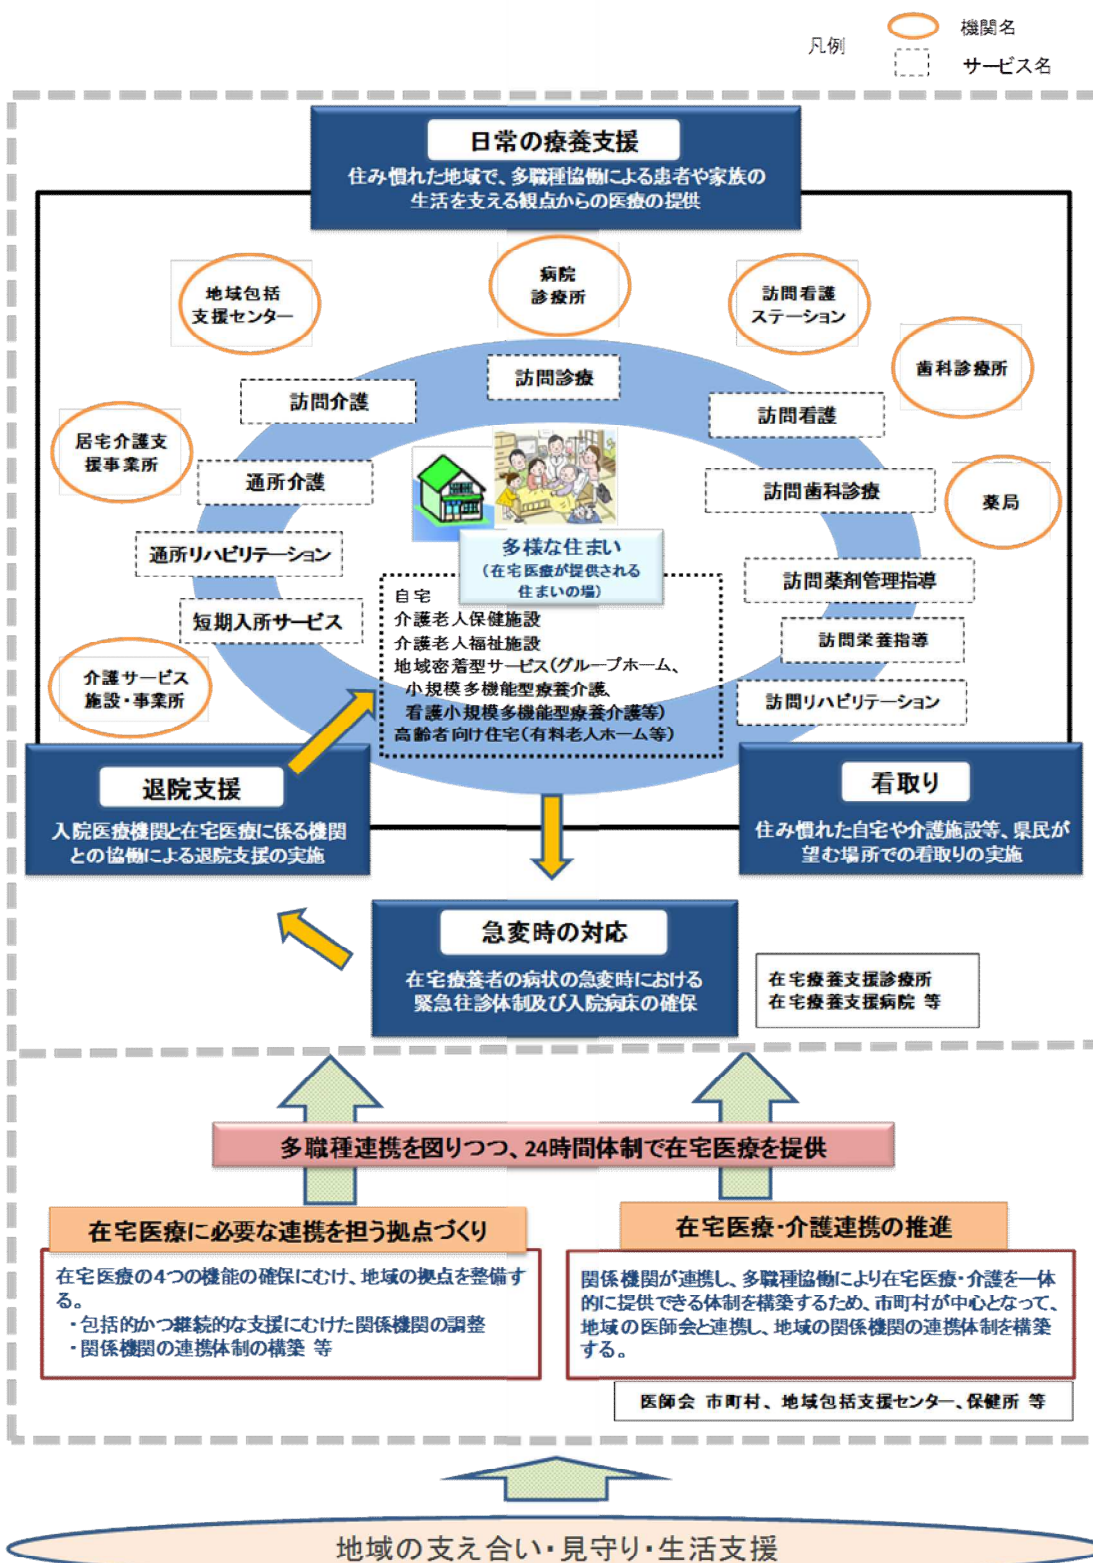 凡例
機関名
サービス名
日常の療養支援
住み慣れた地域で、多職種協働による患者や家族の
生活を支える観点からの医療の提供
地域包括
支援センター
病院
診療所
訪問看護
ステーション
歯科診療所
居宅介護支
援事業所
薬局
介護サービス
施設・事業所
訪問診療
訪問介護
訪問看護
通所介護
訪問歯科診療
通所リハビリテーション
訪問薬剤管理指導
短期入所サービス
訪問栄養指導
訪問リハビリテーション
多様な住まい
（在宅医療が提供される
住まいの場）
自宅
介護老人保健施設
介護老人福祉施設
地域密着型サービス（グループホーム、
小規模多機能型療養介護、
看護小規模多機能型療養介護等）
高齢者向け住宅（有料老人ホーム等）
退院支援
入院医療機関と在宅医療に係る機関
との協働による退院支援の実施
看取り
住み慣れた自宅や介護施設等、県民が
望む場所での看取りの実施
急変時の対応
在宅療養者の病状の急変時における
緊急往診体制及び入院病床の確保
在宅療養支援診療所
在宅療養支援病院 等
多職種連携を図りつつ、24時間体制で在宅医療を提供
在宅医療に必要な連携を担う拠点づくり
在宅医療の4つの機能の確保にむけ、地域の拠点を整備す
る。
・包括的かつ継続的な支援にむけた関係機関の調整
・関係機関の連携体制の構築 等
在宅医療・介護連携の推進
関係機関が連携し、多職種協働により在宅医療・介護を一体
的に提供できる体制を構築するため、市町村が中心となって、
地域の医師会と連携し、地域の関係機関の連携体制を構築
する。
医師会 市町村、地域包括支援センター、保健所 等
地域の支え合い・見守り・生活支援